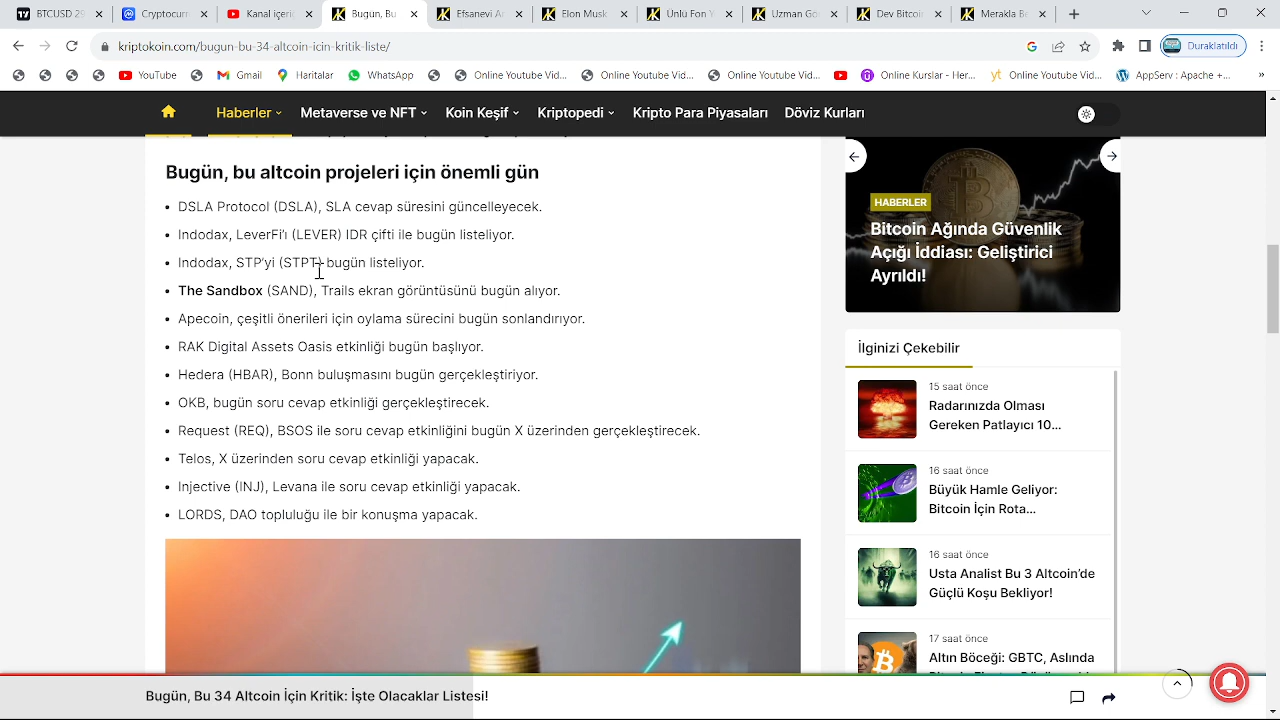 BTCUSD 29
Cryptocurr
Kanal içeri
Bugün, Bu
Efsanevi A
Elon Musk
Ünlü Fon Y
Uzman Gö
Dev Bitcoin
Merakla Be
kriptokoin.com/bugun-bu-34-altcoin-icin-kritik-liste/
Duraklatıldı
YouTube
Gmail
Haritalar
WhatsApp
Online Youtube Vid...
Online Youtube Vid...
Online Youtube Vid...
Online Kurslar - Her...
yt Online Youtube Vid...
AppServ : Apache +...
»
Haberler
Metaverse ve NFT
Koin Keşif
Kriptopedi
Kripto Para Piyasaları
Döviz Kurları
Bugün, bu altcoin projeleri için önemli gün
• DSLA Protocol (DSLA), SLA cevap süresini güncelleyecek.
• Indodax, LeverFi'ı (LEVER) IDR çifti ile bugün listeliyor.
• Indodax, STP'yi (STPT) bugün listeliyor.
• The Sandbox (SAND), Trails ekran görüntüsünü bugün alıyor.
• Apecoin, çeşitli önerileri için oylama sürecini bugün sonlandırıyor.
• RAK Digital Assets Oasis etkinliği bugün başlıyor.
• Hedera (HBAR), Bonn buluşmasını bugün gerçekleştiriyor.
• OKB, bugün soru cevap etkinliği gerçekleştirecek.
• Request (REQ), BSOS ile soru cevap etkinliğini bugün X üzerinden gerçekleştirecek.
• Telos, X üzerinden soru cevap etkinliği yapacak.
• Injective (INJ), Levana ile soru cevap etkinliği yapacak.
• LORDS, DAO topluluğu ile bir konuşma yapacak.
HABERLER
Bitcoin Ağında Güvenlik
Açığı İddiası: Geliştirici
Ayrıldı!
İlginizi Çekebilir
15 saat önce
Radarınızda Olması
Gereken Patlayıcı 10...
16 saat önce
Büyük Hamle Geliyor:
Bitcoin İçin Rota...
16 saat önce
Usta Analist Bu 3 Altcoin'de
Güçlü Koşu Bekliyor!
17 saat önce
Altın Böceği: GBTC, Aslında
Bugün, Bu 34 Altcoin İçin Kritik: İşte Olacaklar Listesi!